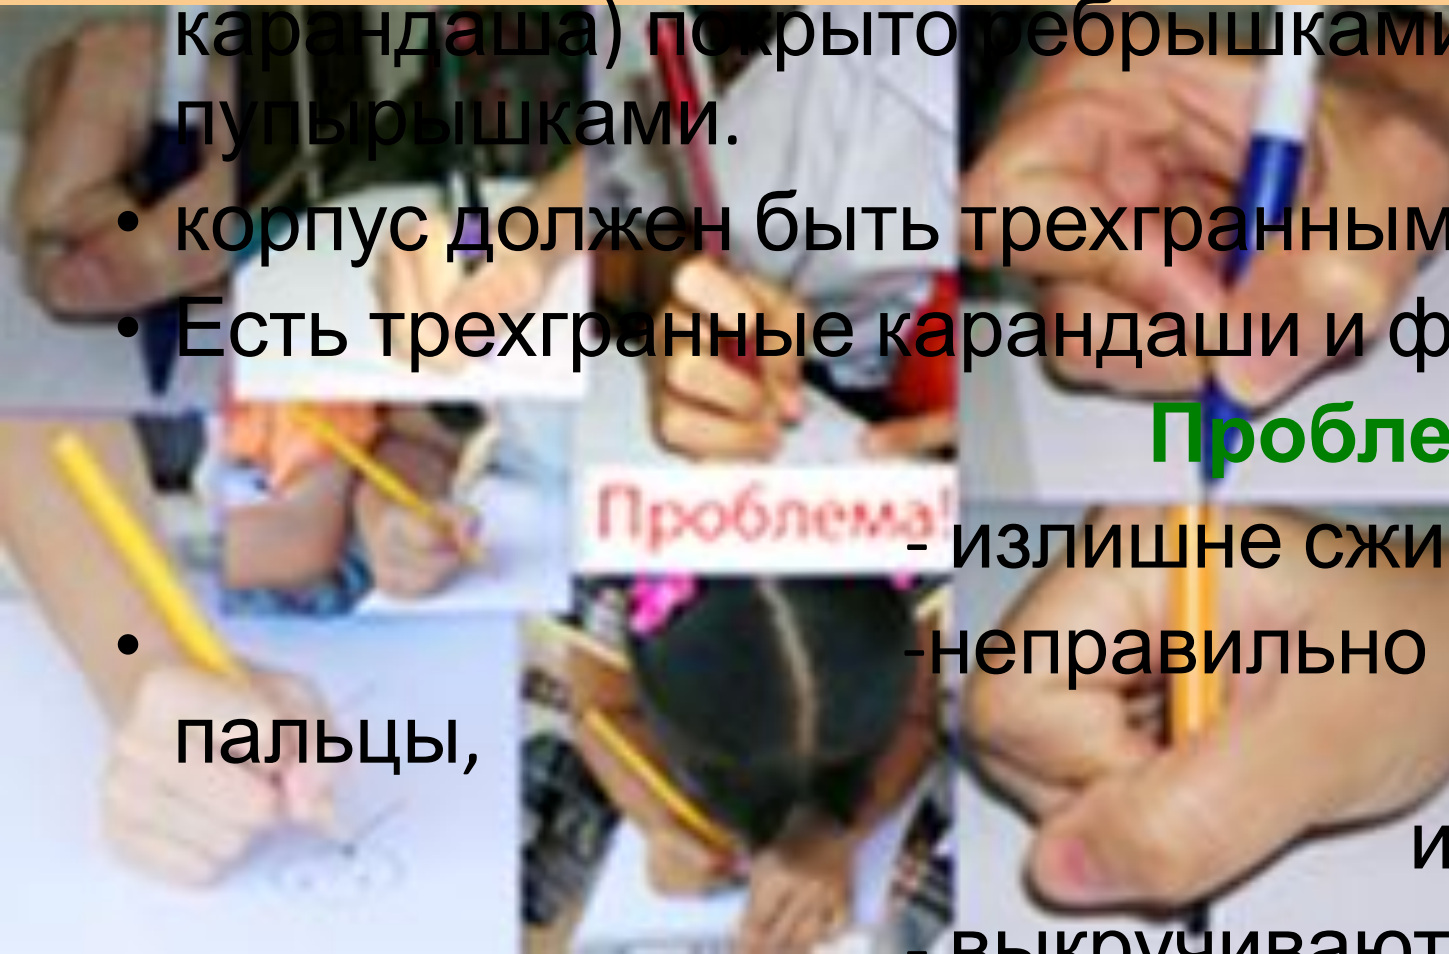 карандаша) покрыто ребрышками
пупырышками.
• корпус должен быть трехгранным
• Есть трехгранные карандаши и ф
Пробле
Проблема!
- излишне сжи
• -неправильно
пальцы,
и
- выкручивают